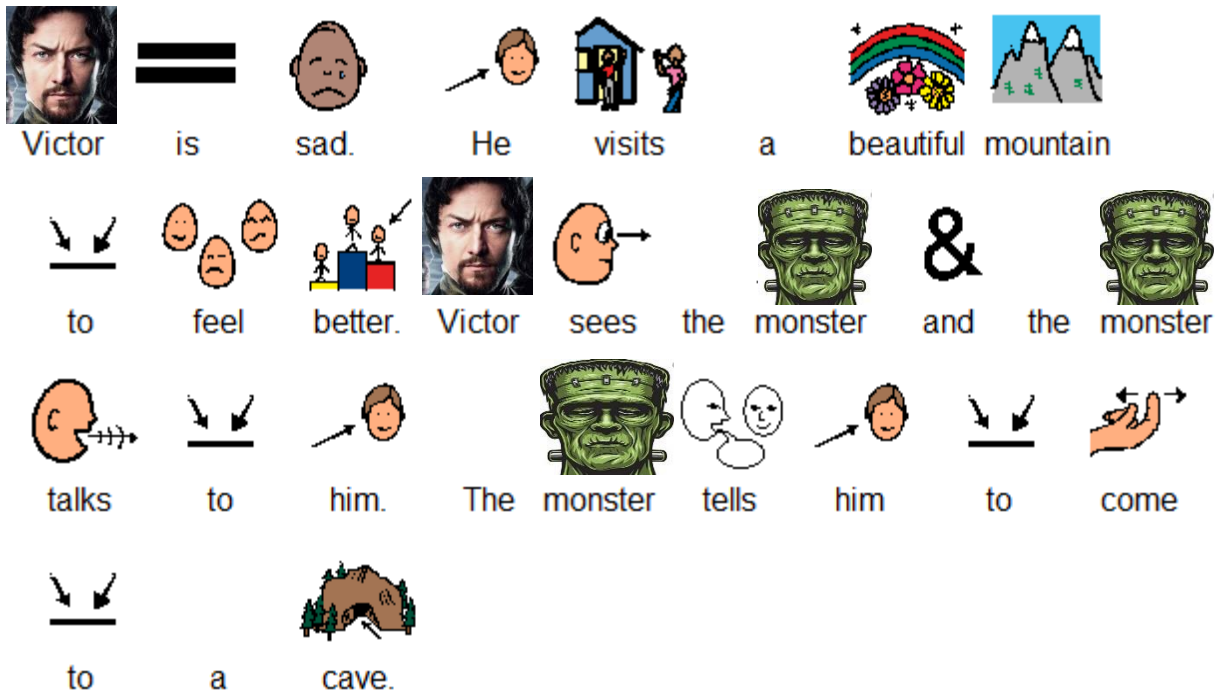 Victor is sad. He visits a beautiful mountain
to feel better. Victor sees the monster & and the monster
talks to him. The monster tells him to come
to a cave.